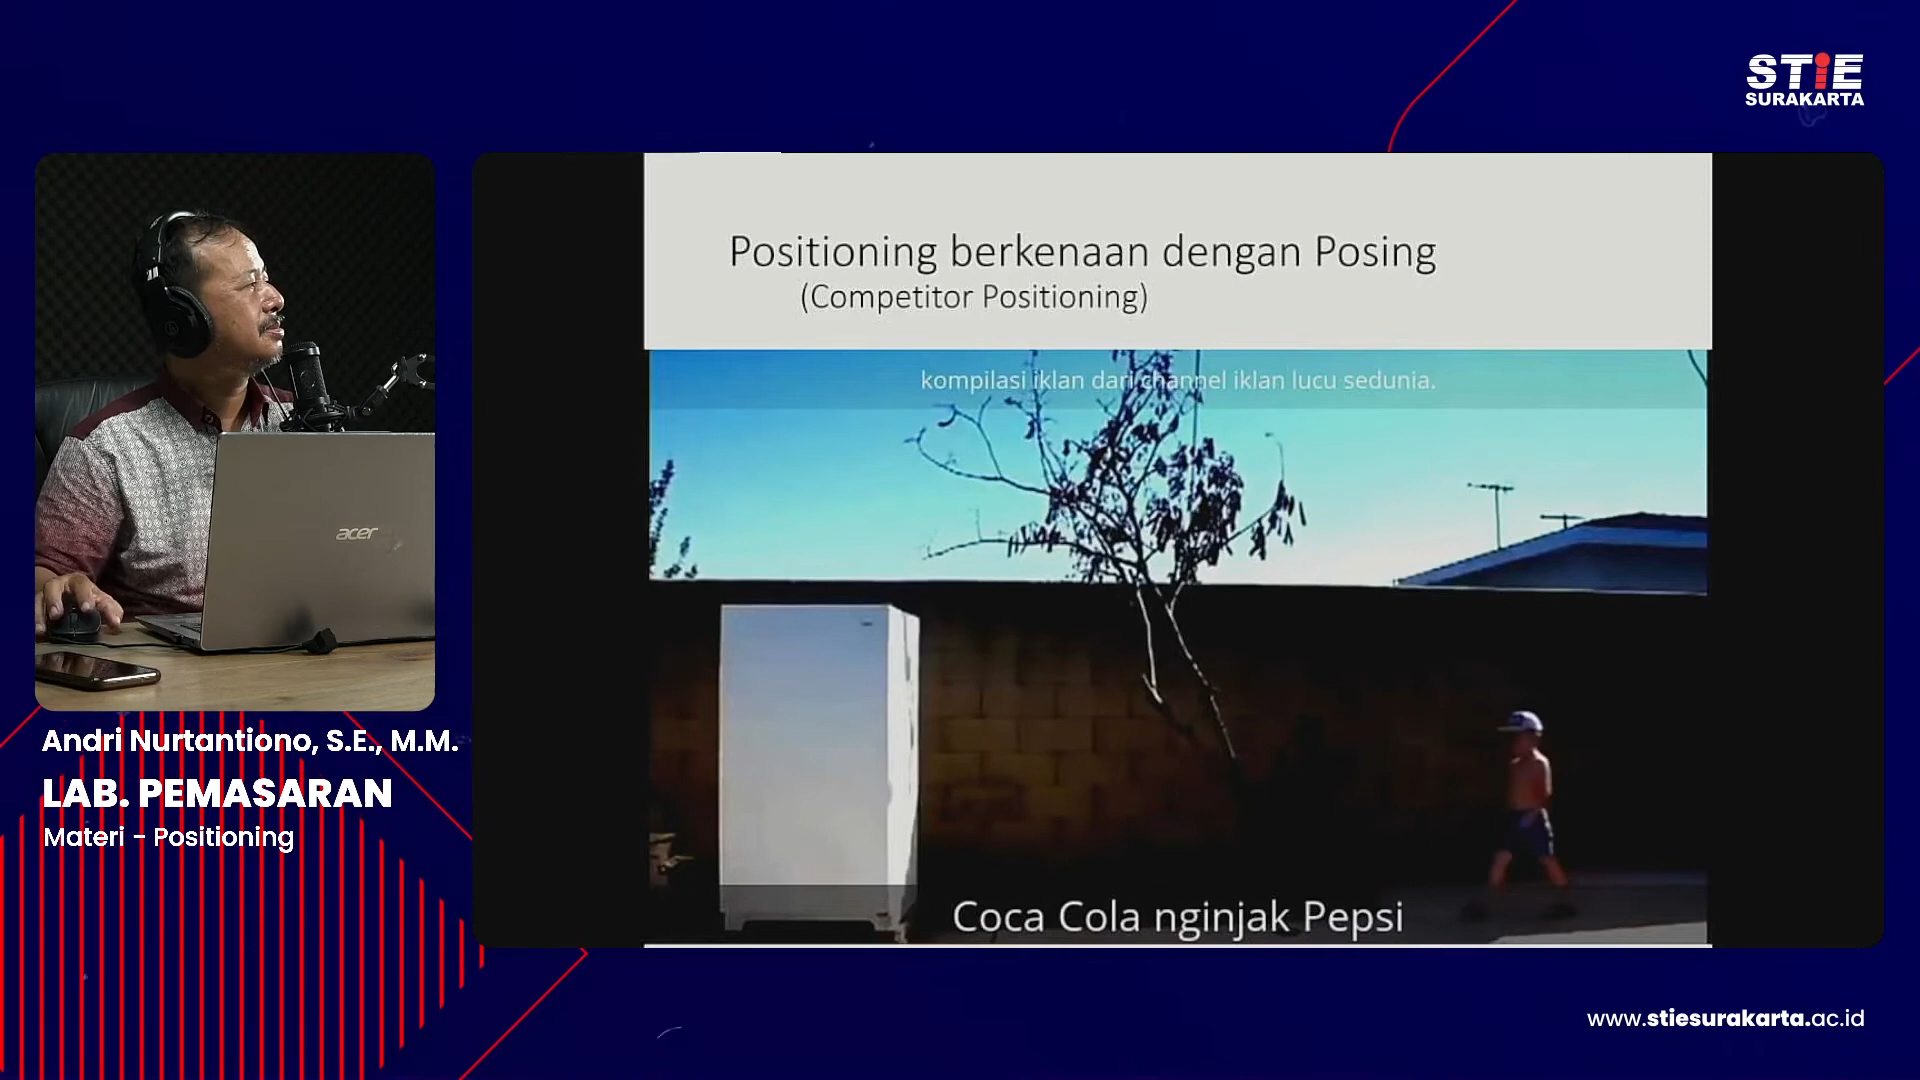 STiE
SURAKARTA
Positioning berkenaan dengan Posing
(Competitor Positioning)
kompilasi iklan dari channel iklan lucu sedunia.
acer
Andri Nurtantiono, S.E., M.M.
LAB. PEMASARAN
Materi - Positioning
Coca Cola nginjak Pepsi
www.stiesurakarta.ac.id